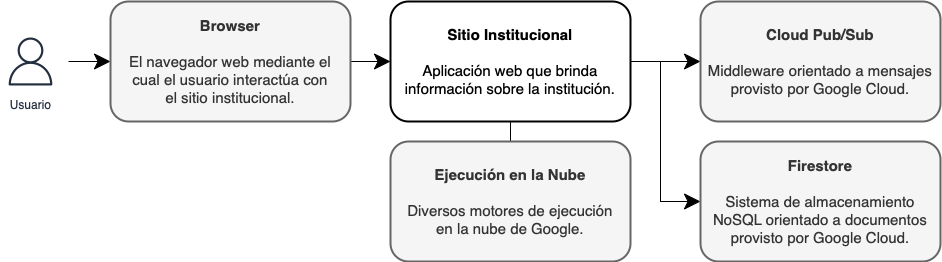 Usuario
Browser
El navegador web mediante el
cual el usuario interactúa con
el sitio institucional.
Sitio Institucional
Aplicación web que brinda
información sobre la institución.
Ejecución en la Nube
Diversos motores de ejecución
en la nube de Google.
Cloud Pub/Sub
Middleware orientado a mensajes
provisto por Google Cloud.
Firestore
Sistema de almacenamiento
NoSQL orientado a documentos
provisto por Google Cloud.